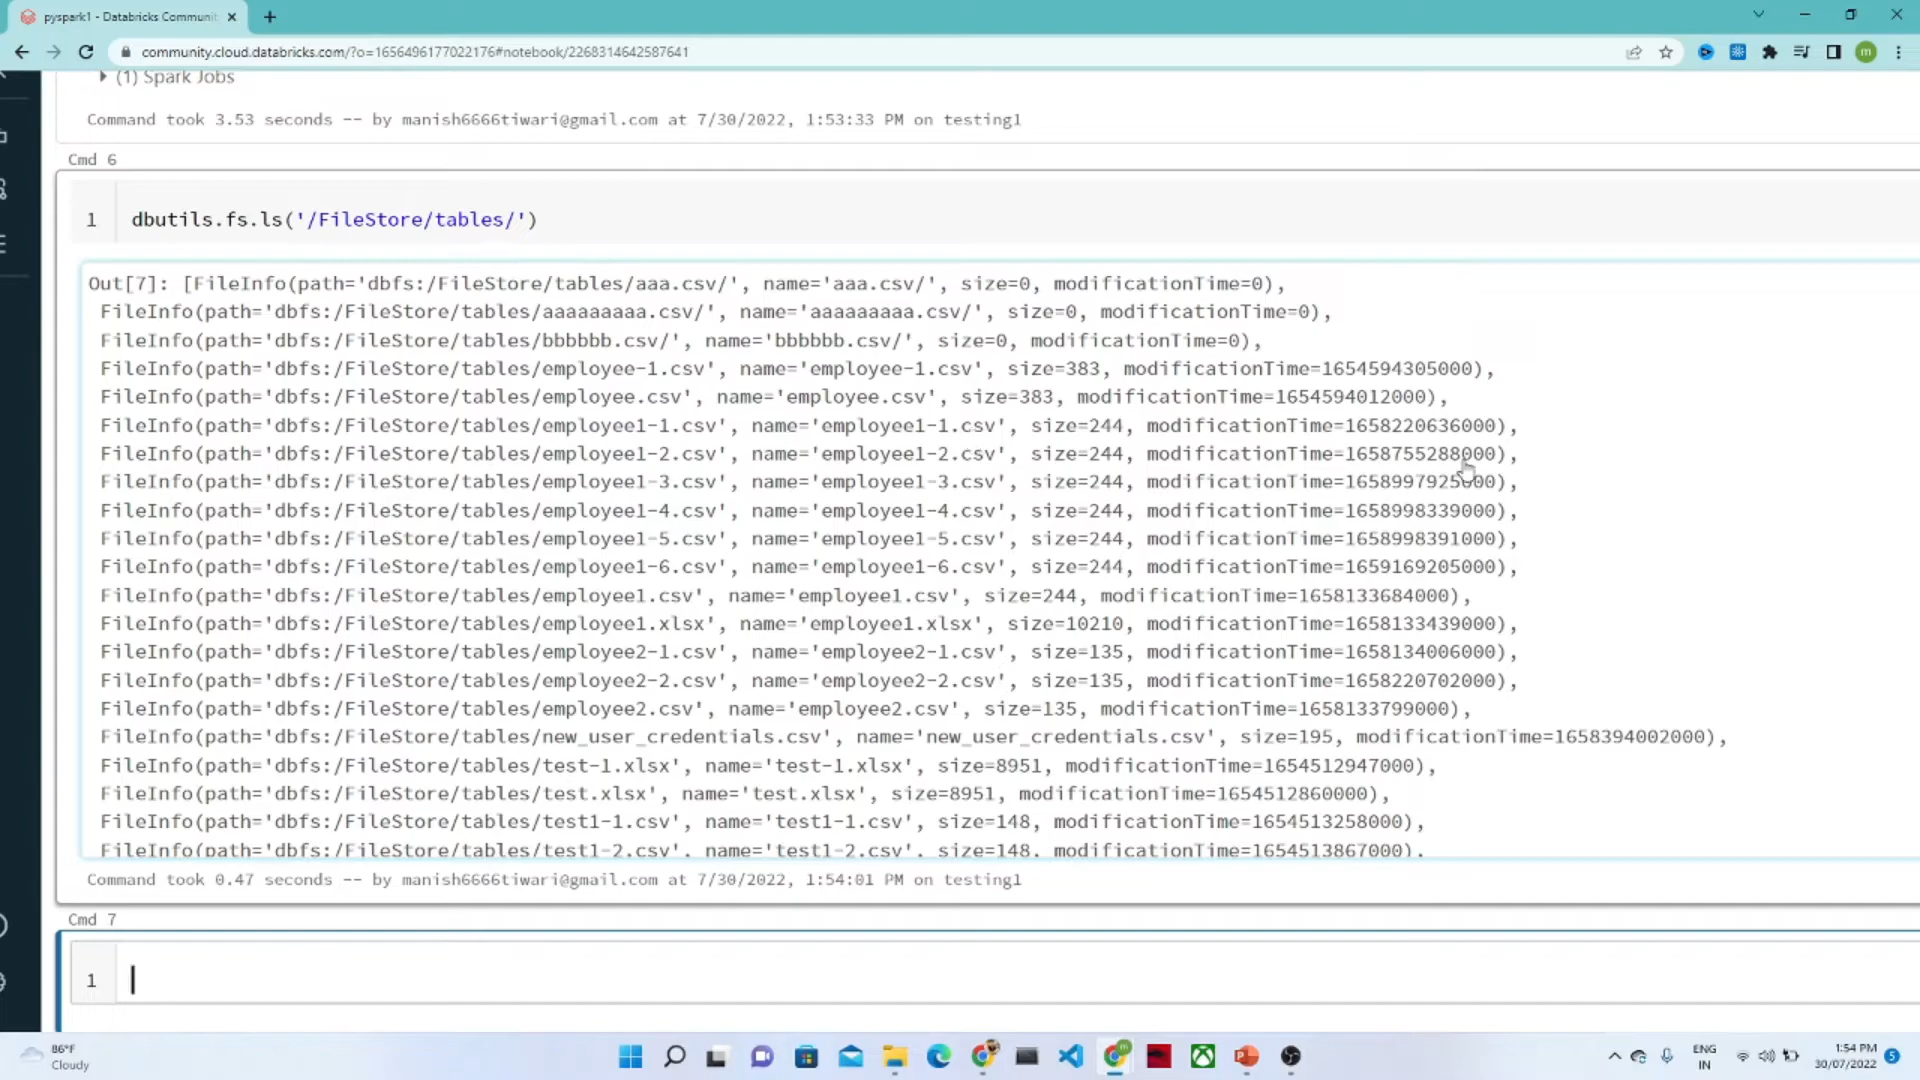 pyspark1 - Databricks Communit
community.cloud.databricks.com/?o=1656496177022176#notebook/2268314642587641
m
(1) Spark Jobs
Command took 3.53 seconds -- by manish6666tiwari@gmail.com at 7/30/2022, 1:53:33 PM on testing1
Cmd 6
1 dbutils.fs.ls('/FileStore/tables/')
Out[7]: [FileInfo(path='dbfs:/FileStore/tables/aaa.csv/', name='aaa.csv/', size=0, modificationTime=0),
FileInfo(path='dbfs:/FileStore/tables/aaaaaaaaa.csv/', name='aaaaaaaaa.csv/', size=0, modificationTime=0),
FileInfo(path='dbfs:/FileStore/tables/bbbbbb.csv/', name='bbbbbb.csv/', size=0, modificationTime=0),
FileInfo(path='dbfs:/FileStore/tables/employee-1.csv', name='employee-1.csv', size=383, modificationTime=1654594305000),
FileInfo(path='dbfs:/FileStore/tables/employee.csv', name='employee.csv', size=383, modificationTime=1654594012000),
FileInfo(path='dbfs:/FileStore/tables/employee1-1.csv', name='employee1-1.csv', size=244, modificationTime=1658220636000),
FileInfo(path='dbfs:/FileStore/tables/employee1-2.csv', name='employee1-2.csv', size=244, modificationTime=1658755288000),
FileInfo(path='dbfs:/FileStore/tables/employee1-3.csv', name='employee1-3.csv', size=244, modificationTime=1658997925000),
FileInfo(path='dbfs:/FileStore/tables/employee1-4.csv', name='employee1-4.csv', size=244, modificationTime=1658998339000),
FileInfo(path='dbfs:/FileStore/tables/employee1-5.csv', name='employee1-5.csv', size=244, modificationTime=1658998391000),
FileInfo(path='dbfs:/FileStore/tables/employee1-6.csv', name='employee1-6.csv', size=244, modificationTime=1659169205000),
FileInfo(path='dbfs:/FileStore/tables/employee1.csv', name='employee1.csv', size=244, modificationTime=1658133684000),
FileInfo(path='dbfs:/FileStore/tables/employee1.xlsx', name='employee1.xlsx', size=10210, modificationTime=1658133439000),
FileInfo(path='dbfs:/FileStore/tables/employee2-1.csv', name='employee2-1.csv', size=135, modificationTime=1658134006000),
FileInfo(path='dbfs:/FileStore/tables/employee2-2.csv', name='employee2-2.csv', size=135, modificationTime=1658220702000),
FileInfo(path='dbfs:/FileStore/tables/employee2.csv', name='employee2.csv', size=135, modificationTime=1658133799000),
FileInfo(path='dbfs:/FileStore/tables/new_user_credentials.csv', name='new_user_credentials.csv', size=195, modificationTime=1658394002000),
FileInfo(path='dbfs:/FileStore/tables/test-1.xlsx', name='test-1.xlsx', size=8951, modificationTime=1654512947000),
FileInfo(path='dbfs:/FileStore/tables/test.xlsx', name='test.xlsx', size=8951, modificationTime=1654512860000),
FileInfo(path='dbfs:/FileStore/tables/test1-1.csv', name='test1-1.csv', size=148, modificationTime=1654513258000),
FileInfo(path='dbfs:/FileStore/tables/test1-2.csv', name='test1-2.csv', size=148, modificationTime=1654513867000),
Command took 0.47 seconds -- by manish6666tiwari@gmail.com at 7/30/2022, 1:54:01 PM on testing1
Cmd 7
1
86°F
Cloudy
ENG
IN
1:54 PM
30/07/2022
5